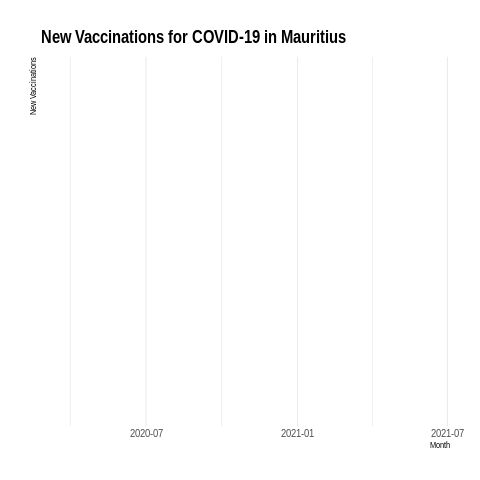 New Vaccinations for COVID-19 in Mauritius
New Vaccinations
2020-07
2021-01
2021-07
Month